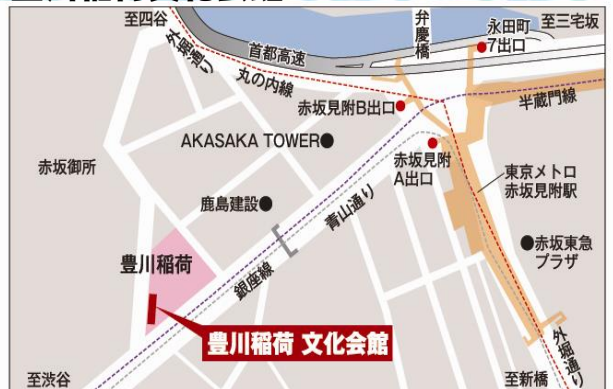 至四谷
外堀通り
首都高速
弁慶橋
永田町
7出口
至三宅坂
丸の内線
赤坂見附B出口
半蔵門線
AKASAKA TOWER
赤坂見附
A出口
赤坂御所
東京メトロ
赤坂見附駅
鹿島建設
青山通り
赤坂東急
プラザ
豊川稲荷
銀座線
豊川稲荷 文化会館
外堀通り
至渋谷
至新橋